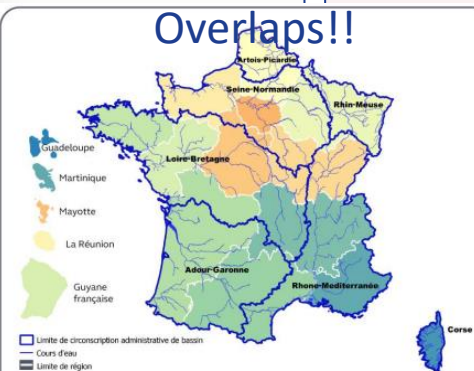 Overlaps!!
Artois-Picardie
Seine-Normandie
Rhin-Meuse
Loire-Bretagne
Guadeloupe
Martinique
Mayotte
La Réunion
Guyane
française
Adour-Garonne
Rhone-Mediterranée
Corse
Limite de circonscription administrative de bassin
Cours d'eau
Limite de région